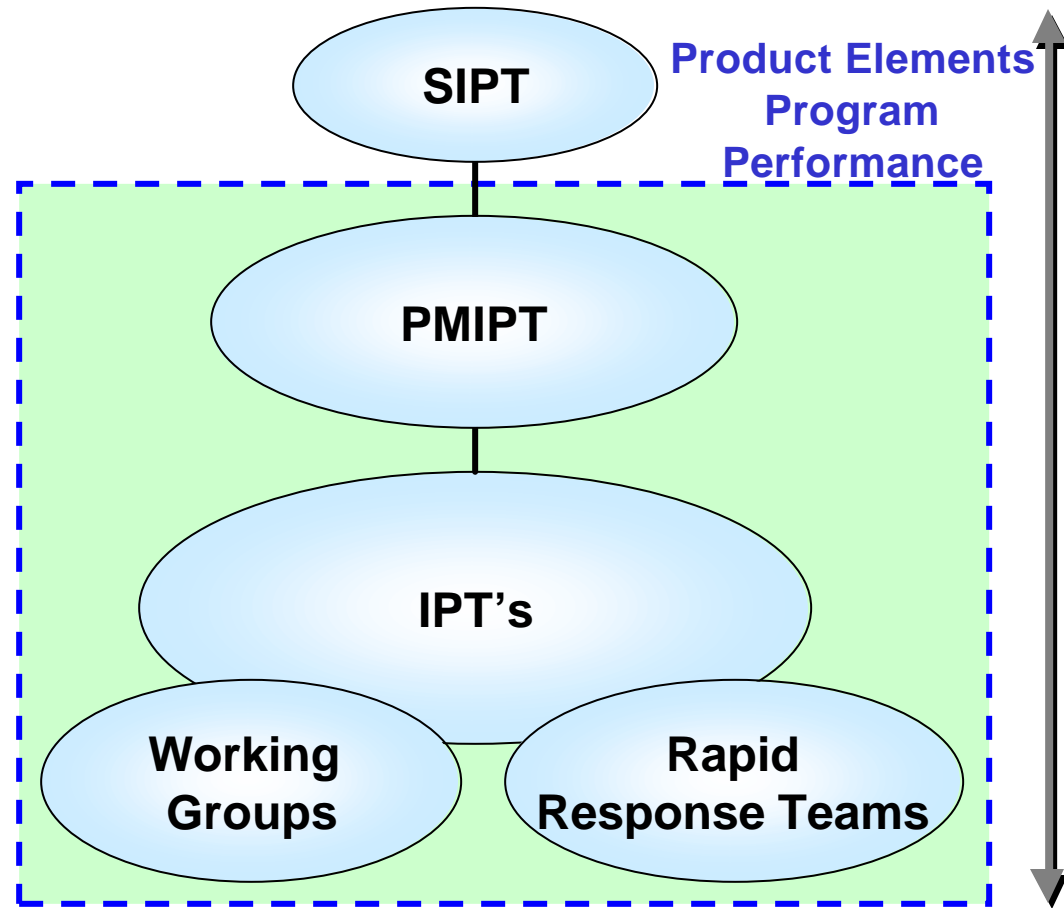 SIPT
Product Elements
Program
Performance
PMIPT
IPT’s
Working
Groups
Rapid
Response Teams